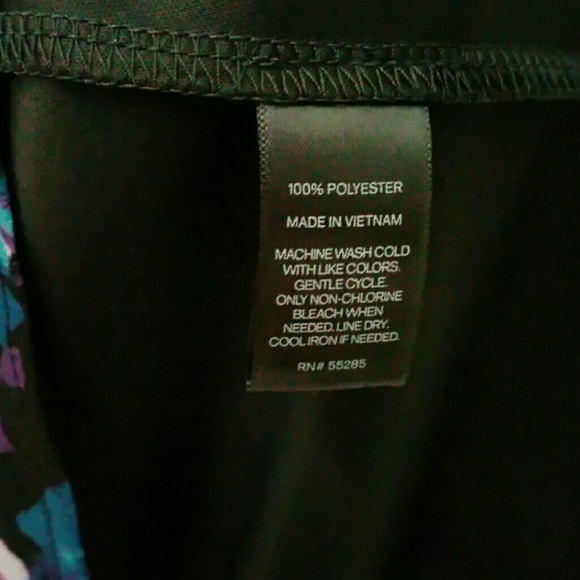 100% POLYESTER
MADE IN VIETNAM
MACHINE WASH COLD
WITH LIKE COLORS.
GENTLE CYCLE.
ONLY NON-CHLORINE
BLEACH WHEN
NEEDED. LINE DRY.
COOL IRON IF NEEDED.
RN# 55285